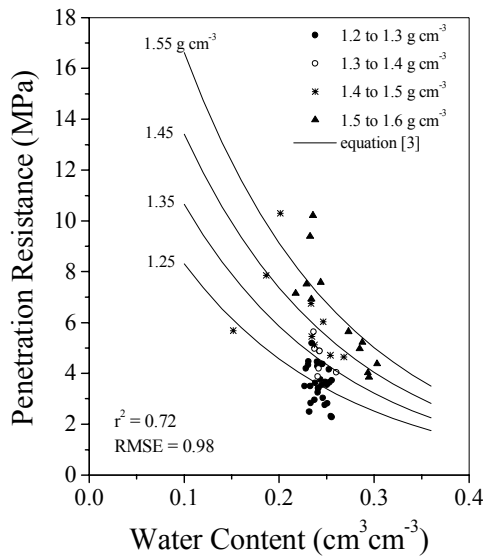 18
16
14
12
10
8
6
4
2
0
Penetration Resistance (MPa)
1.55 g cm⁻³
1.45
1.35
1.25
1.2 to 1.3 g cm⁻³
1.3 to 1.4 g cm⁻³
1.4 to 1.5 g cm⁻³
1.5 to 1.6 g cm⁻³
equation [3]
r² = 0.72
RMSE = 0.98
0.0 0.1 0.2 0.3 0.4
Water Content (cm³cm⁻³)